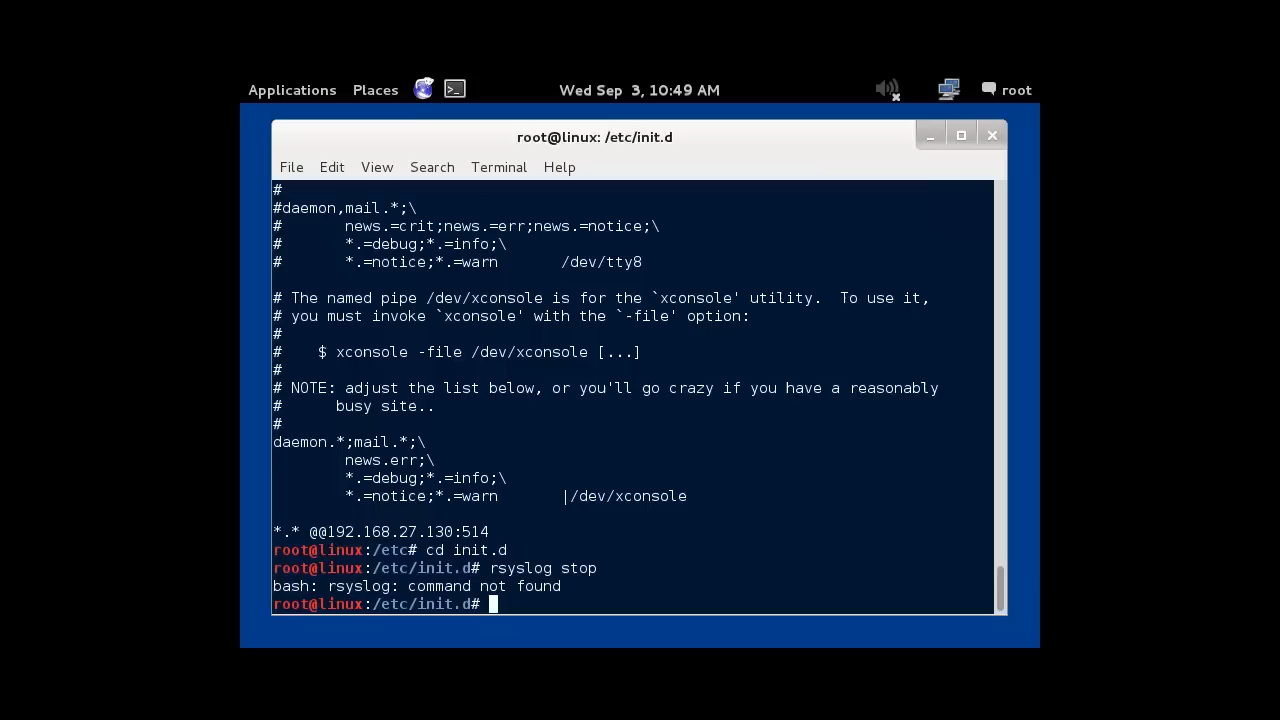 Applications Places Wed Sep 3, 10:49 AM root
root@linux: /etc/init.d
File Edit View Search Terminal Help
#
#daemon,mail.*;\
#       news.=crit;news.=err;news.=notice;\
#       *.=debug;*.=info;\
#       *.=notice;*.=warn       /dev/tty8
# The named pipe /dev/xconsole is for the `xconsole' utility.  To use it,
# you must invoke `xconsole' with the `-file' option:
#
#    $ xconsole -file /dev/xconsole [...]
#
# NOTE: adjust the list below, or you'll go crazy if you have a reasonably
#      busy site..
#
daemon.*;mail.*;\
        news.err;\
        *.=debug;*.=info;\
        *.=notice;*.=warn       |/dev/xconsole
*.* @@192.168.27.130:514
root@linux:/etc# cd init.d
root@linux:/etc/init.d# rsyslog stop
bash: rsyslog: command not found
root@linux:/etc/init.d#